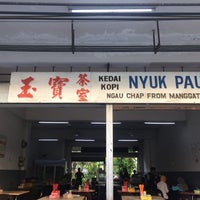 玉寶茶室
KEDAI KOPI
NYUK PAU
NGAU CHAP FROM MANGGAT